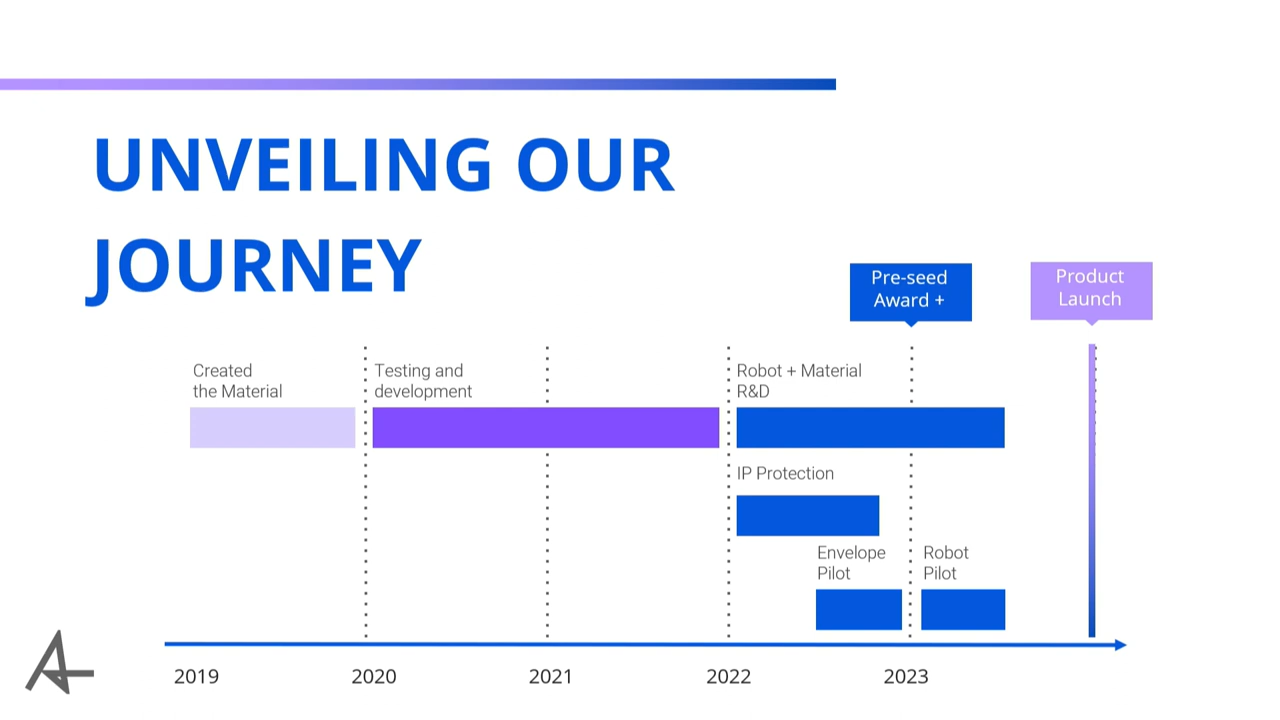 UNVEILING OUR
JOURNEY
Pre-seed
Award +
Product
Launch
Created
the Material
Testing and
development
Robot + Material
R&D
IP Protection
Envelope
Pilot
Robot
Pilot
2019
2020
2021
2022
2023